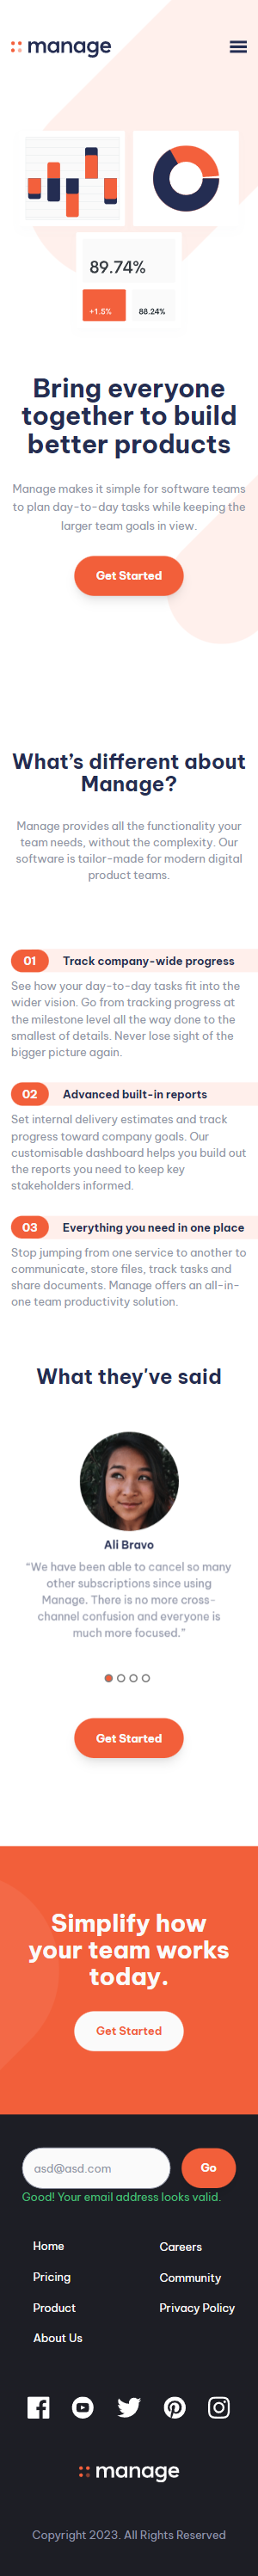 manage
89.74%
+1.5%
88.24%
Bring everyone
together to build
better products
Manage makes it simple for software teams
to plan day-to-day tasks while keeping the
larger team goals in view.
Get Started
What’s different about
Manage?
Manage provides all the functionality your
team needs, without the complexity. Our
software is tailor-made for modern digital
product teams.
01 Track company-wide progress
See how your day-to-day tasks fit into the
wider vision. Go from tracking progress at
the milestone level all the way done to the
smallest of details. Never lose sight of the
bigger picture again.
02 Advanced built-in reports
Set internal delivery estimates and track
progress toward company goals. Our
customisable dashboard helps you build out
the reports you need to keep key
stakeholders informed.
03 Everything you need in one place
Stop jumping from one service to another to
communicate, store files, track tasks and
share documents. Manage offers an all-in-
one team productivity solution.
What they've said
Ali Bravo
“We have been able to cancel so many
other subscriptions since using
Manage. There is no more cross-
channel confusion and everyone is
much more focused.”
Get Started
Simplify how
your team works
today.
Get Started
asd@asd.com
Go
Good! Your email address looks valid.
Home
Careers
Pricing
Community
Product
Privacy Policy
About Us
manage
Copyright 2023. All Rights Reserved